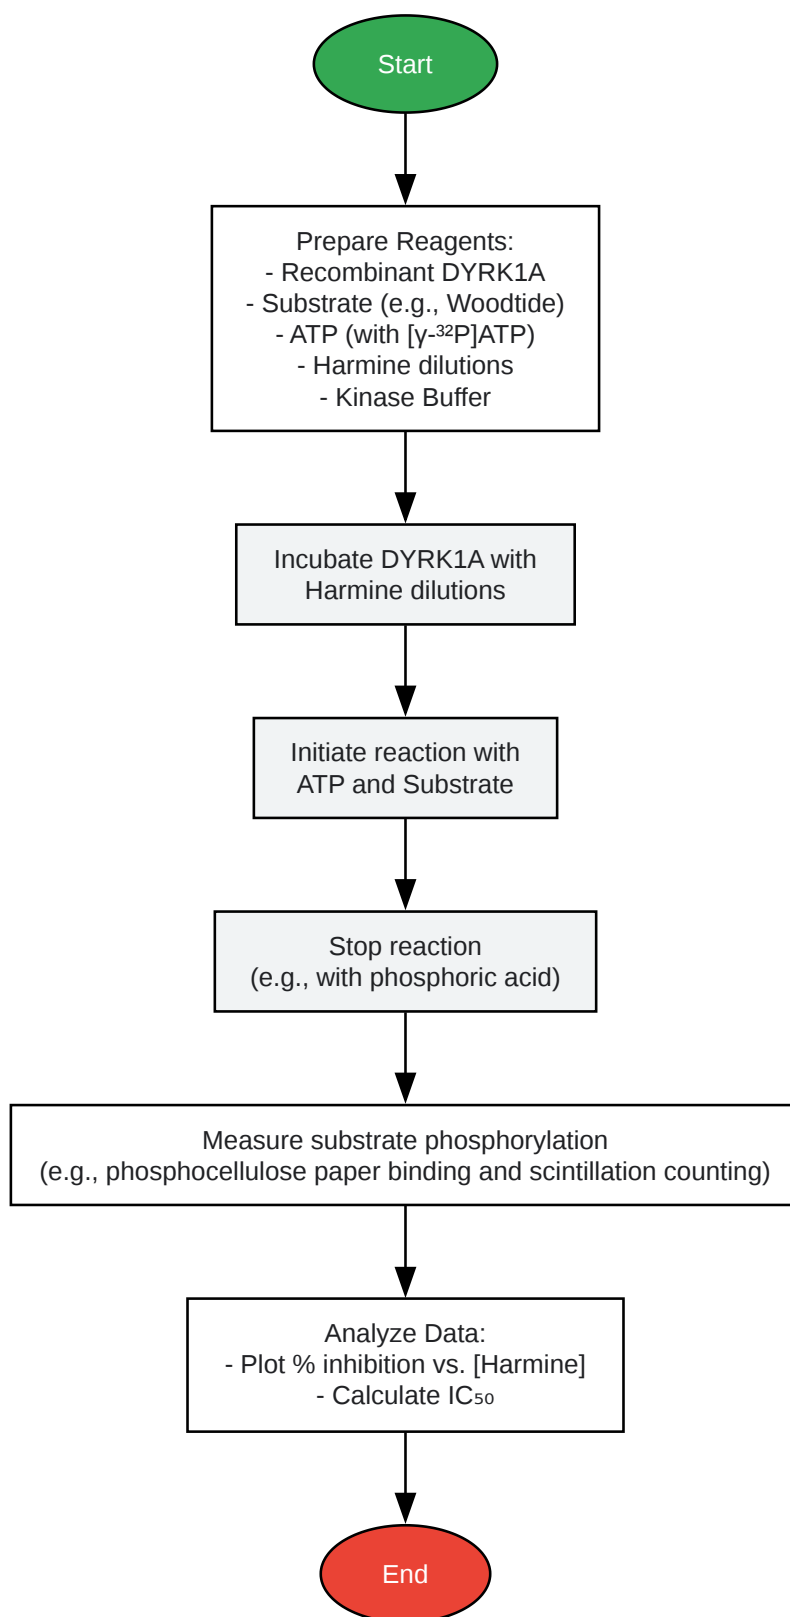 Start
Prepare Reagents:
- Recombinant DYRK1A
- Substrate (e.g., Woodtide)
- ATP (with [γ-³²P]ATP)
- Harmine dilutions
- Kinase Buffer
Incubate DYRK1A with
Harmine dilutions
Initiate reaction with
ATP and Substrate
Stop reaction
(e.g., with phosphoric acid)
Measure substrate phosphorylation
(e.g., phosphocellulose paper binding and scintillation counting)
Analyze Data:
- Plot % inhibition vs. [Harmine]
- Calculate IC₅₀
End